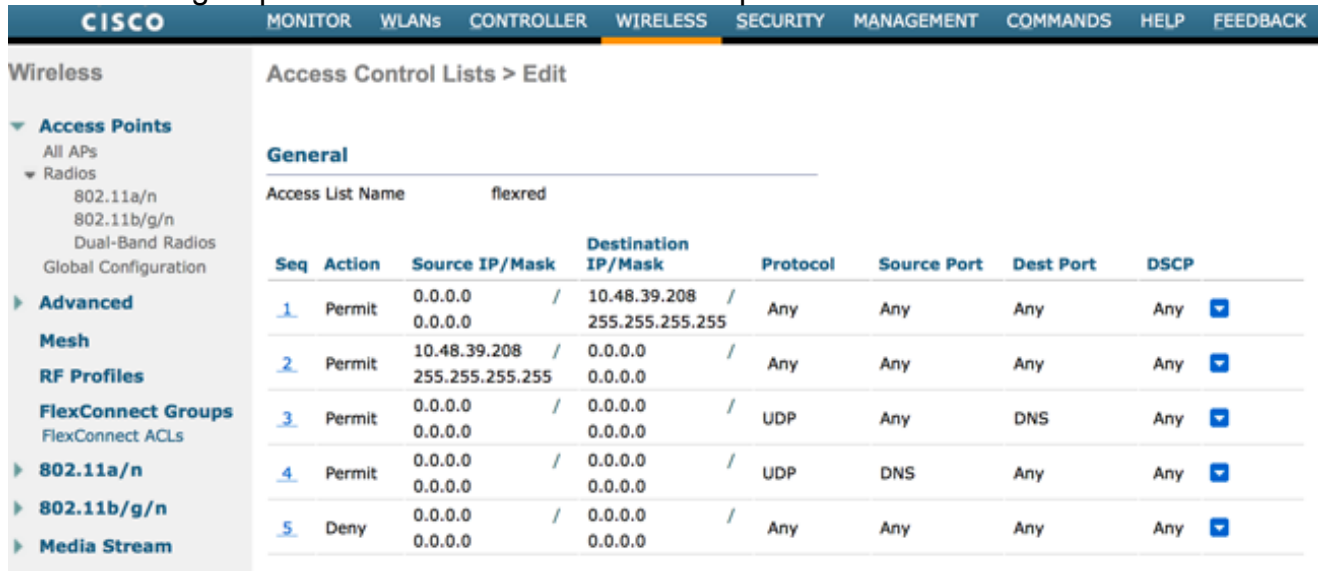 CISCO MONITOR WLANs CONTROLLER WIRELESS SECURITY MANAGEMENT COMMANDS HELP FEEDBACK
Wireless
Access Points
All APs
Radios
802.11a/n
802.11b/g/n
Dual-Band Radios
Global Configuration
Advanced
Mesh
RF Profiles
FlexConnect Groups
FlexConnect ACLs
802.11a/n
802.11b/g/n
Media Stream
Access Control Lists > Edit
General
Access List Name flexred
Destination
Seq Action Source IP/Mask IP/Mask Protocol Source Port Dest Port DSCP
0.0.0.0 / 10.48.39.208 /
1 Permit Any Any Any Any
0.0.0.0 255.255.255.255
10.48.39.208 / 0.0.0.0 /
2 Permit Any Any Any Any
255.255.255.255 0.0.0.0
0.0.0.0 / 0.0.0.0 /
3 Permit UDP Any DNS Any
0.0.0.0 0.0.0.0
0.0.0.0 / 0.0.0.0 /
4 Permit UDP DNS Any Any
0.0.0.0 0.0.0.0
0.0.0.0 / 0.0.0.0 /
5 Deny Any Any Any Any
0.0.0.0 0.0.0.0